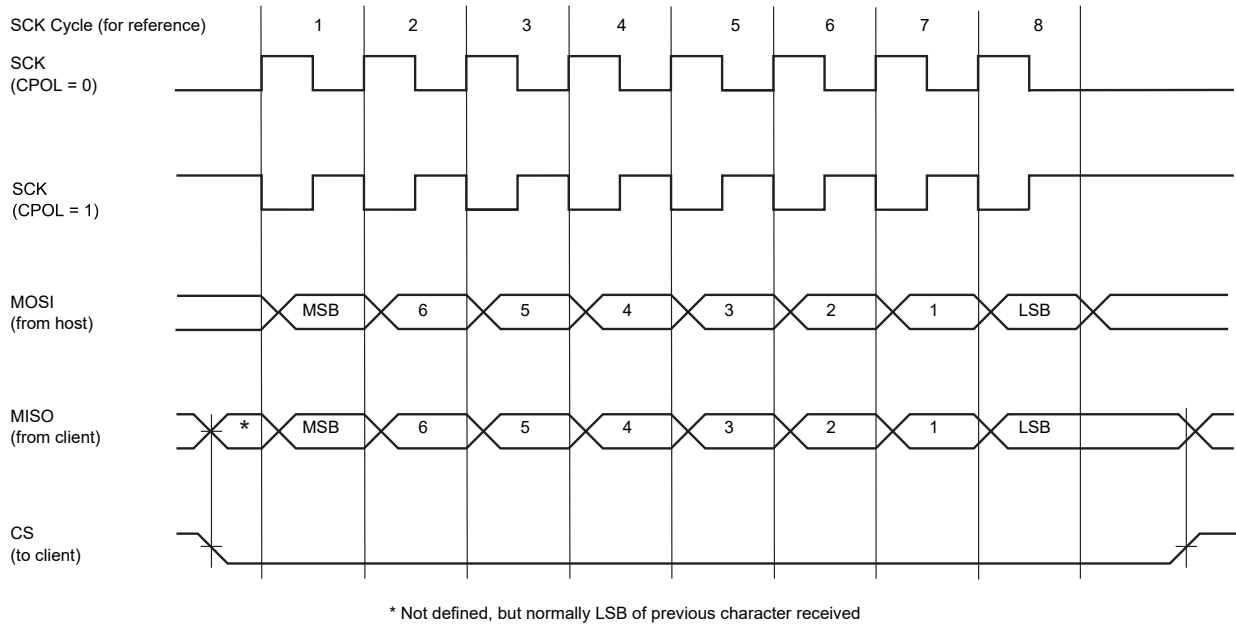 SCK Cycle (for reference) 1 2 3 4 5 6 7 8
SCK
(CPOL = 0)
SCK
(CPOL = 1)
MOSI
(from host)
MSB 6 5 4 3 2 1 LSB
MISO
(from client)
* MSB 6 5 4 3 2 1 LSB
CS
(to client)
* Not defined, but normally LSB of previous character received